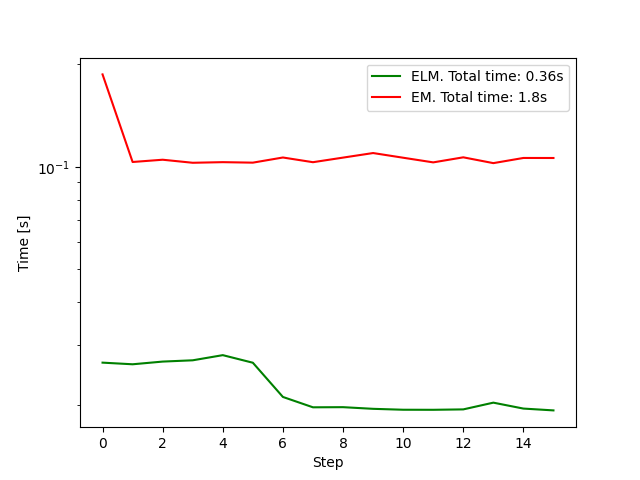 ELM. Total time: 0.36s
EM. Total time: 1.8s
10⁻¹
Time [s]
0 2 4 6 8 10 12 14
Step